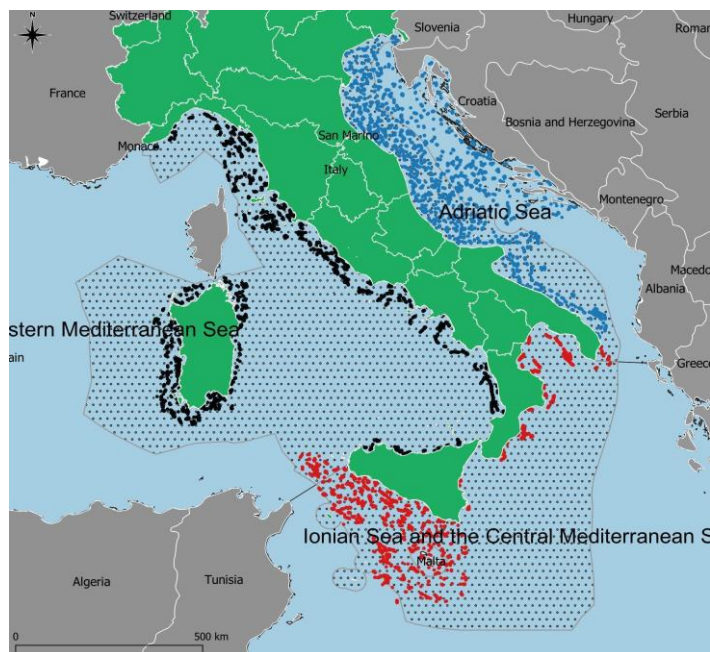 N
Switzerland
Slovenia
Hungary
Roman
France
Croatia
Serbia
San Marino
Bosnia and Herzegovina
Monaco
Italy
Montenegro
Adriatic Sea
Macedo
Albania
stern Mediterranean Sea
ain
Greece
Ionian Sea and the Central Mediterranean S
Malta
Algeria
Tunisia
0
500 km